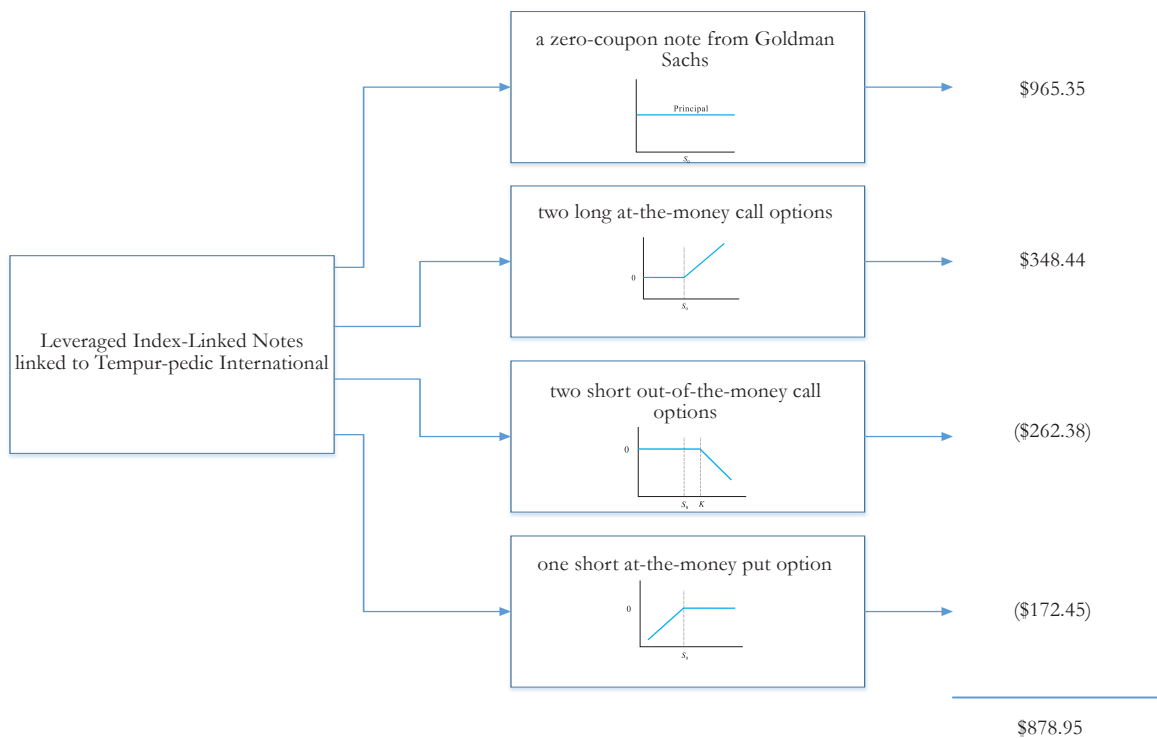 a zero-coupon note from Goldman
Sachs
Principal
S₀
$965.35
two long at-the-money call options
0
S₀
$348.44
Leveraged Index-Linked Notes
linked to Tempur-pedic International
two short out-of-the-money call
options
0
S₀ K
($262.38)
one short at-the-money put option
0
S₀
($172.45)
$878.95